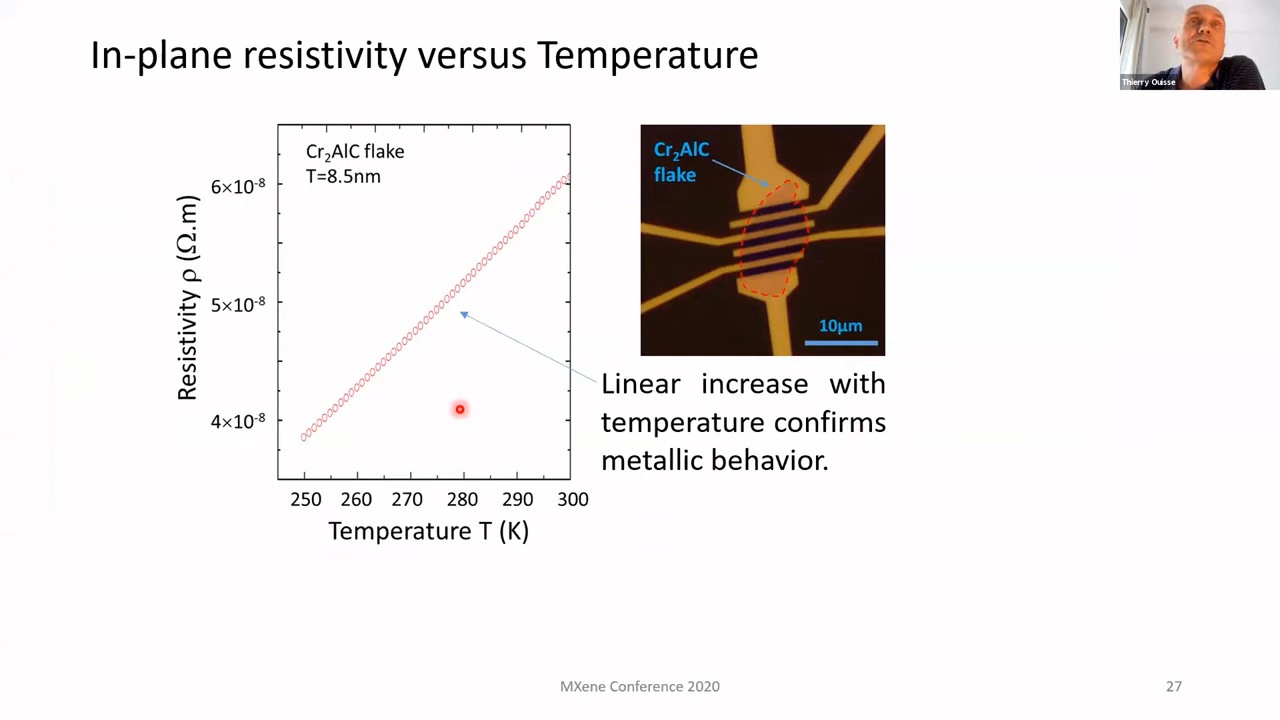 In-plane resistivity versus Temperature
Thierry Ouisse
Cr₂AlC flake
T=8.5nm
6×10⁻⁸
5×10⁻⁸
4×10⁻⁸
Resistivity ρ (Ω.m)
250 260 270 280 290 300
Temperature T (K)
Cr₂AlC
flake
10μm
Linear increase with
temperature confirms
metallic behavior.
MXene Conference 2020
27